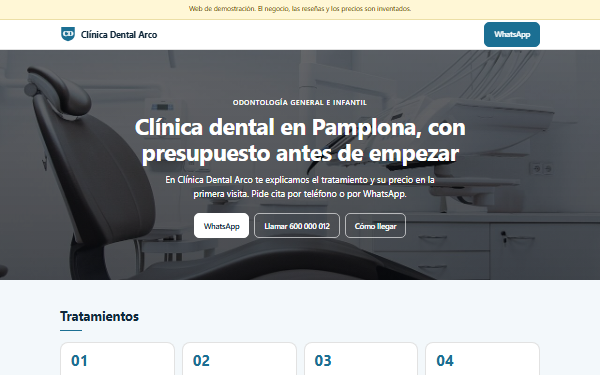 Web de demostración. El negocio, las reseñas y los precios son inventados.
CD Clínica Dental Arco
WhatsApp
ODONTOLOGÍA GENERAL E INFANTIL
Clínica dental en Pamplona, con
presupuesto antes de empezar
En Clínica Dental Arco te explicamos el tratamiento y su precio en la
primera visita. Pide cita por teléfono o por WhatsApp.
WhatsApp
Llamar 600 000 012
Cómo llegar
Tratamientos
01
02
03
04